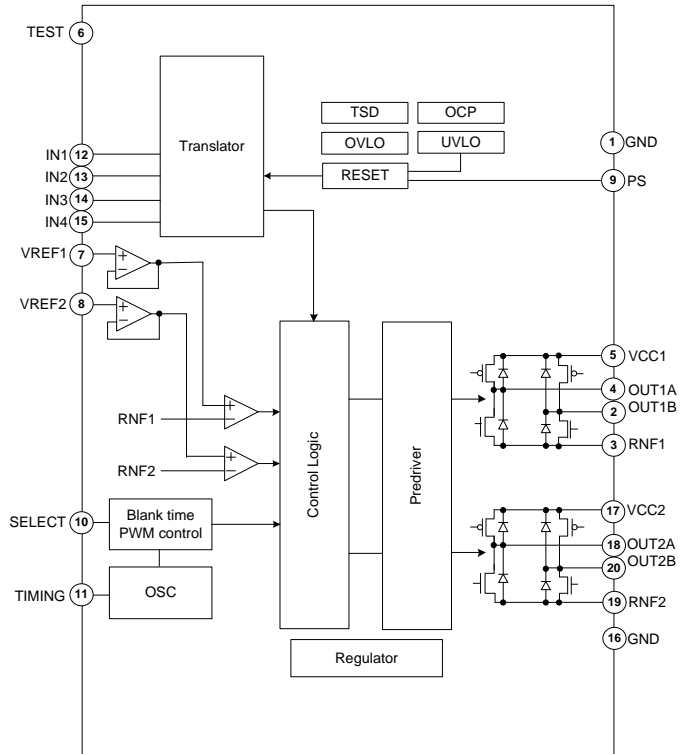 TEST 6
TSD
OCP
Translator
OVLO
UVLO
1 GND
IN1 12
IN2 13
RESET
9 PS
IN3 14
IN4 15
VREF1 7
+
−
VREF2 8
+
−
5 VCC1
4 OUT1A
2 OUT1B
RNF1
+
−
3 RNF1
RNF2
+
−
Control Logic
Predriver
SELECT 10
Blank time
PWM control
17 VCC2
18 OUT2A
20 OUT2B
TIMING 11
OSC
19 RNF2
16 GND
Regulator